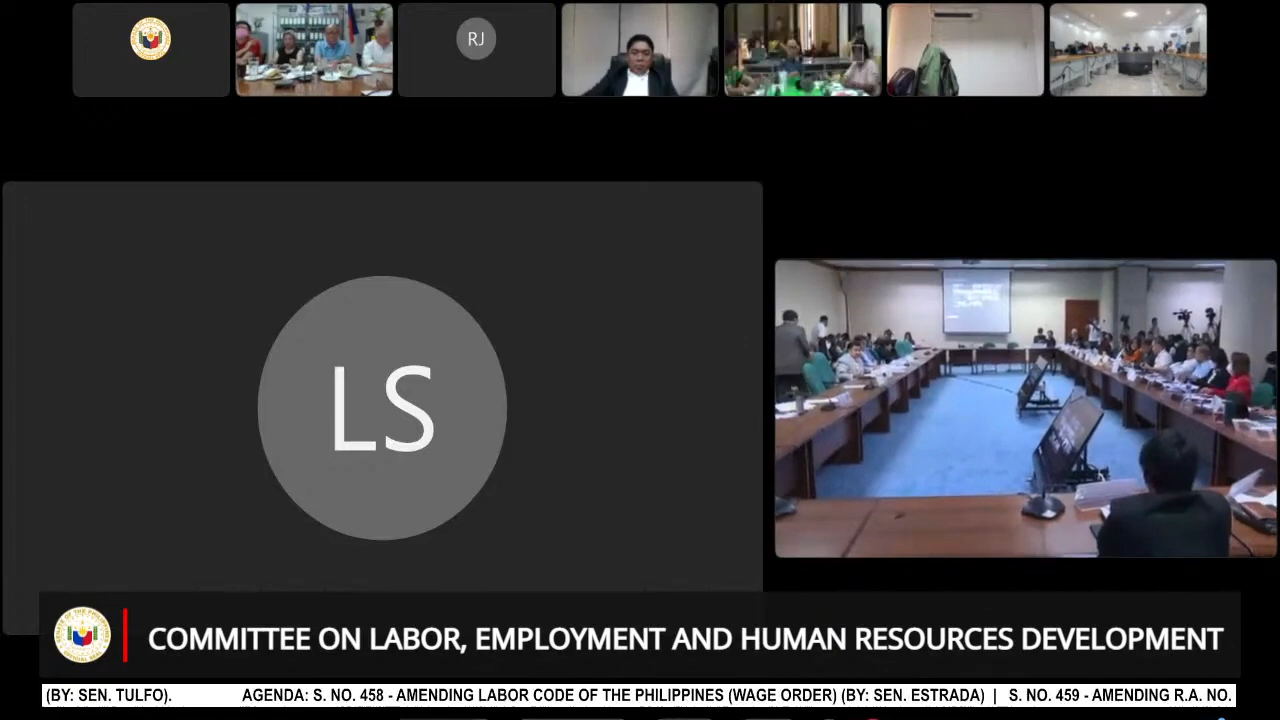 RJ
LS
COMMITTEE ON LABOR, EMPLOYMENT AND HUMAN RESOURCES DEVELOPMENT
(BY: SEN. TULFO). AGENDA: S. NO. 458 - AMENDING LABOR CODE OF THE PHILIPPINES (WAGE ORDER) (BY: SEN. ESTRADA) | S. NO. 459 - AMENDING R.A. NO.